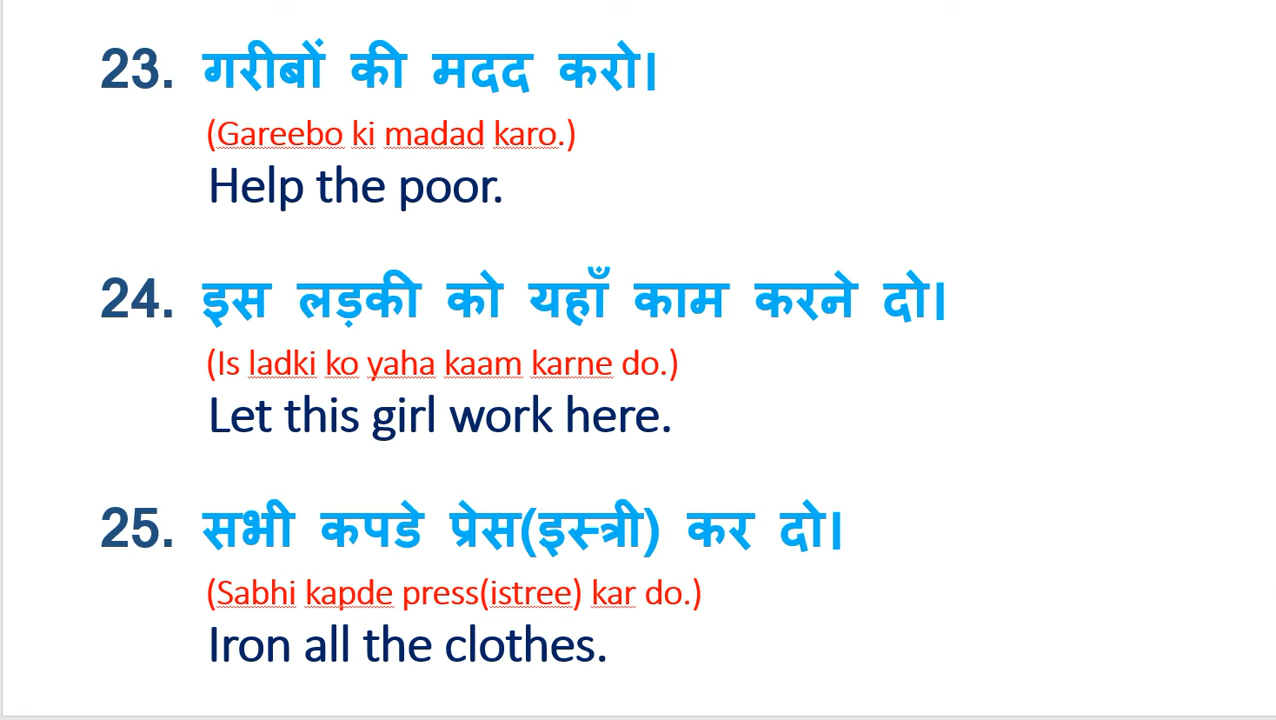 23. गरीबों की मदद करो।
(Gareebo ki madad karo.)
Help the poor.
24. इस लड़की को यहाँ काम करने दो।
(Is ladki ko yaha kaam karne do.)
Let this girl work here.
25. सभी कपडे प्रेस(इस्त्री) कर दो।
(Sabhi kapde press(istree) kar do.)
Iron all the clothes.